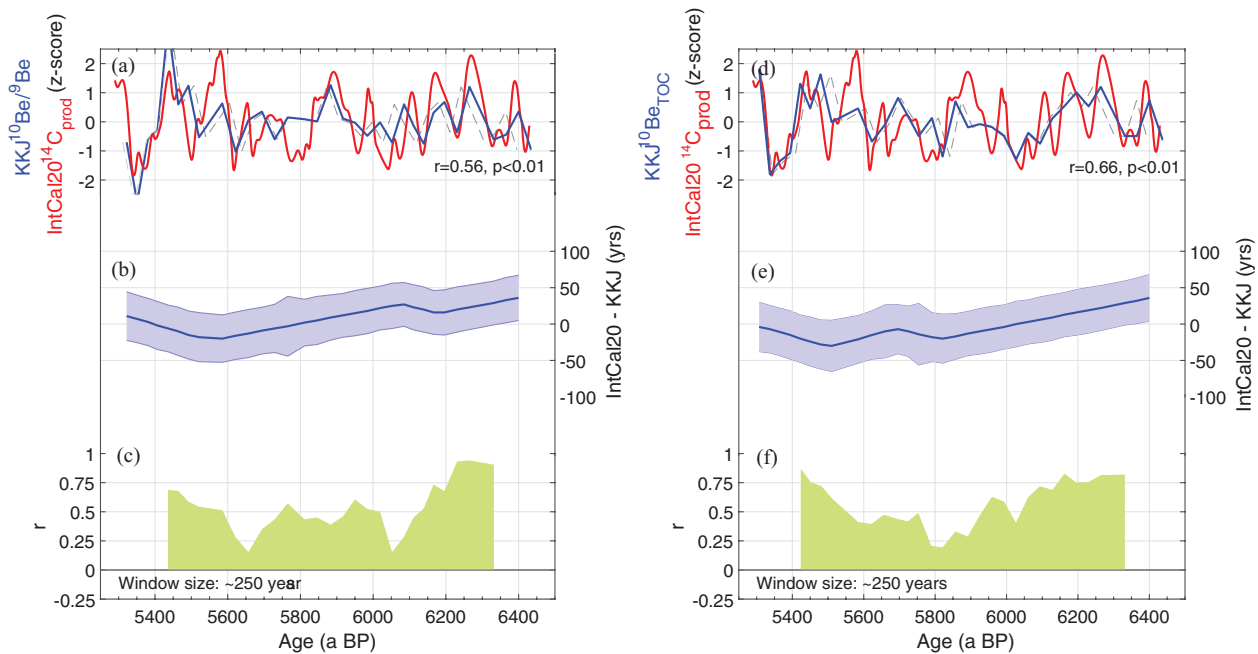 (a)
KKJ¹⁰Be/⁹Be
IntCal20¹⁴Cprod (z-score)
2
1
0
-1
-2
r=0.56, p<0.01
(b)
100
50
0
-50
-100
IntCal20 - KKJ (yrs)
(c)
1
0.75
0.5
0.25
0
-0.25
r
Window size: ~250 year
5400 5600 5800 6000 6200 6400
Age (a BP)
(d)
KKJ¹⁰BeTOC
IntCal20 ¹⁴Cprod (z-score)
2
1
0
-1
-2
r=0.66, p<0.01
(e)
100
50
0
-50
-100
IntCal20 - KKJ (yrs)
(f)
1
0.75
0.5
0.25
0
-0.25
r
Window size: ~250 years
5400 5600 5800 6000 6200 6400
Age (a BP)